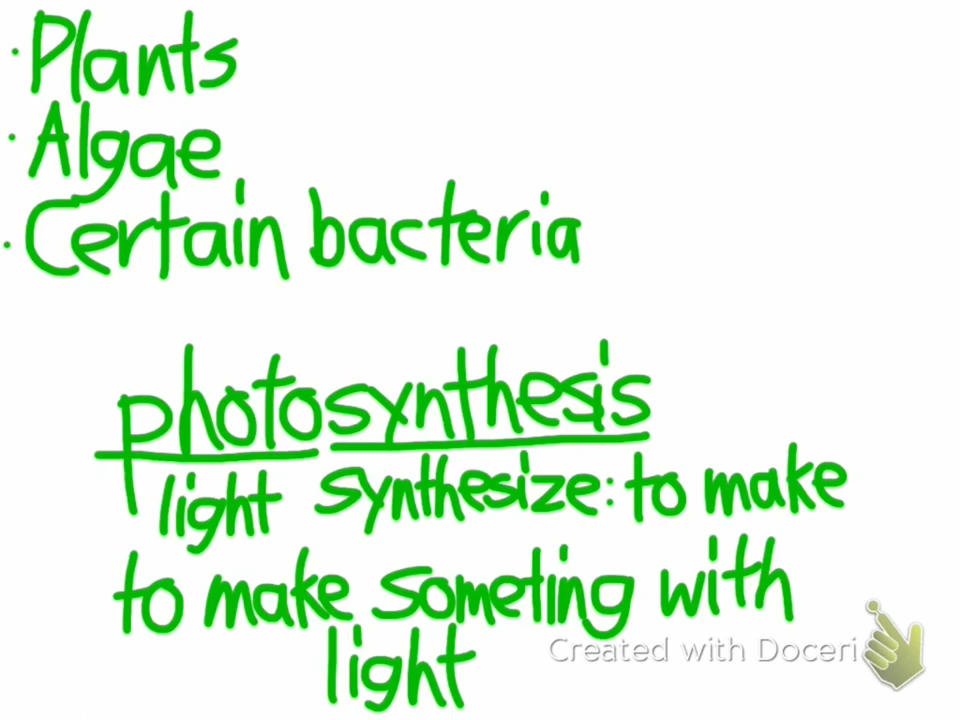 · Plants
· Algae
· Certain bacteria
photosynthesis
light synthesize: to make
to make someting with
light
Created with Doceri